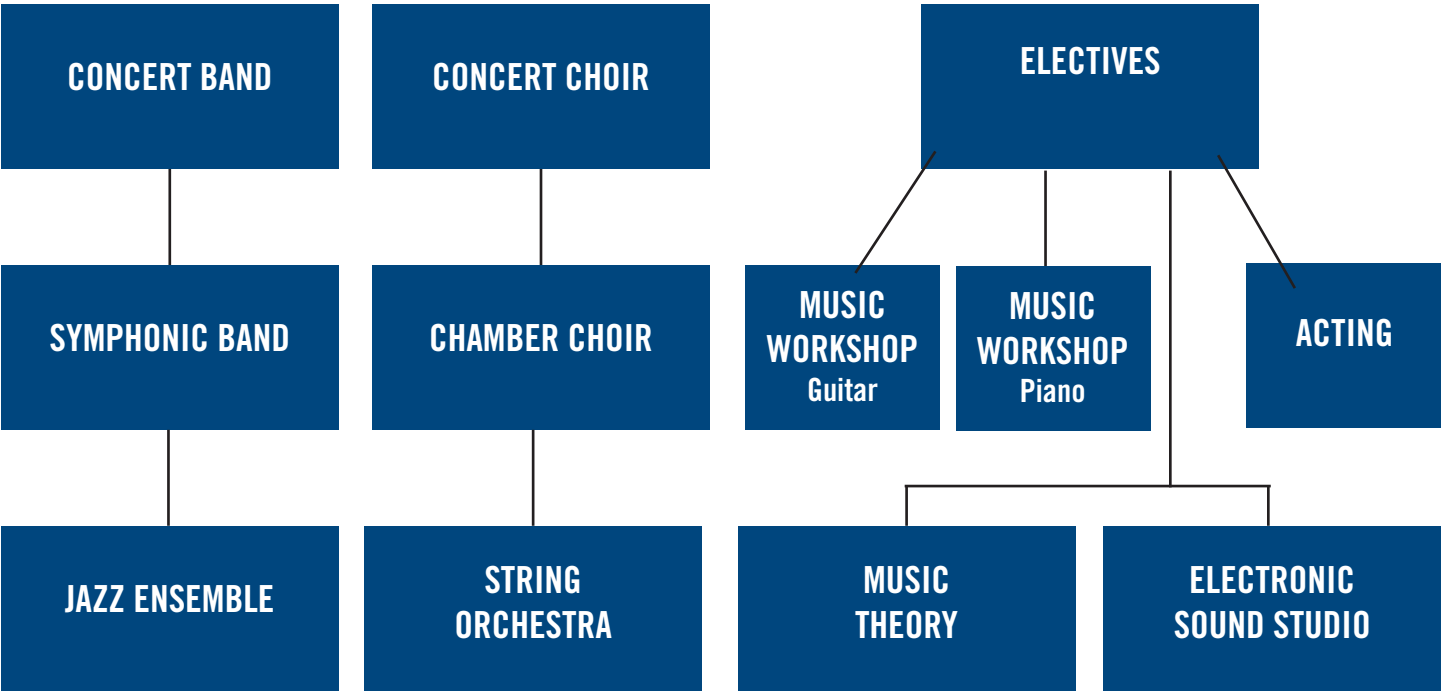 CONCERT BAND
CONCERT CHOIR
ELECTIVES
SYMPHONIC BAND
CHAMBER CHOIR
MUSIC
WORKSHOP
Guitar
MUSIC
WORKSHOP
Piano
ACTING
JAZZ ENSEMBLE
STRING
ORCHESTRA
MUSIC
THEORY
ELECTRONIC
SOUND STUDIO